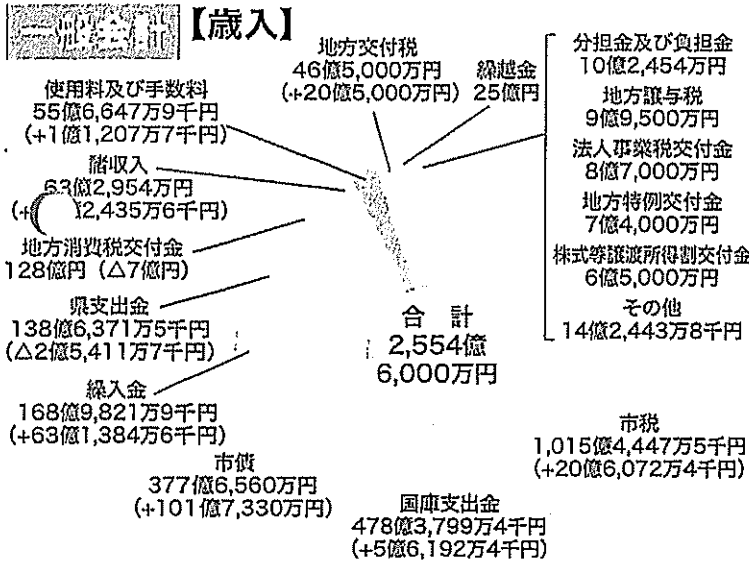 一般会計【歳入】
地方交付税
46億5,000万円
(+20億5,000万円)
繰越金
25億円
分担金及び負担金
10億2,454万円
地方譲与税
9億9,500万円
法人事業税交付金
8億7,000万円
地方特例交付金
7億4,000万円
株式等譲渡所得割交付金
6億5,000万円
その他
14億2,443万8千円
使用料及び手数料
55億6,647万9千円
(+1億1,207万7千円)
諸収入
63億2,954万円
2,435万6千円)
地方消費税交付金
128億円 (△7億円)
県支出金
138億6,371万5千円
(△2億5,411万7千円)
繰入金
168億9,821万9千円
(+63億1,384万6千円)
合 計
2,554億
6,000万円
市税
1,015億4,447万5千円
(+20億6,072万4千円)
市債
377億6,560万円
(+101億7,330万円)
国庫支出金
478億3,799万4千円
(+5億6,192万4千円)